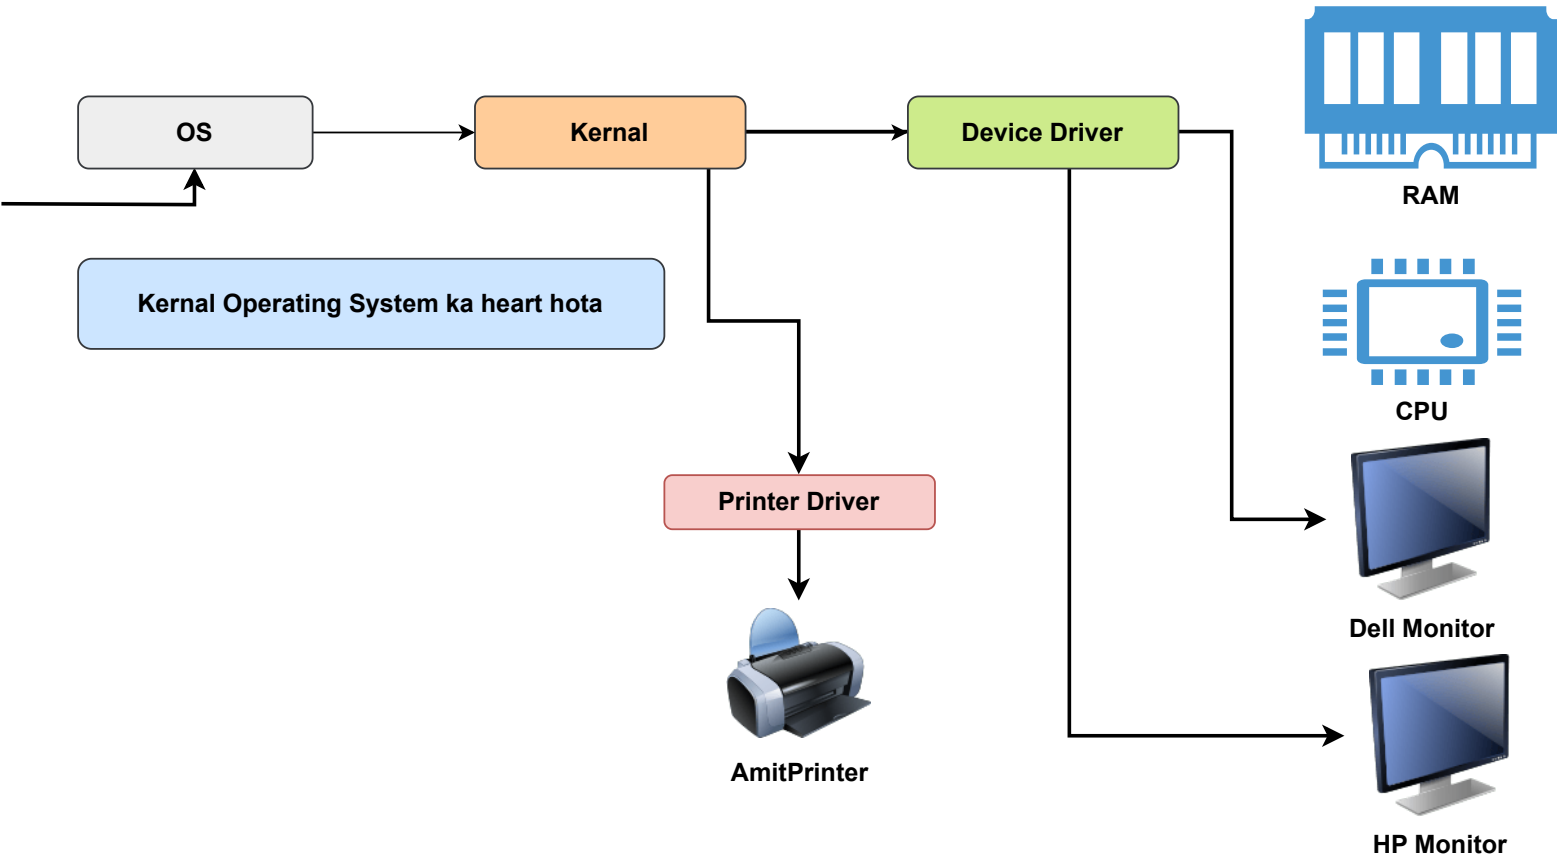 OS
Kernal
Device Driver
RAM
Kernal Operating System ka heart hota
CPU
Printer Driver
Dell Monitor
AmitPrinter
HP Monitor